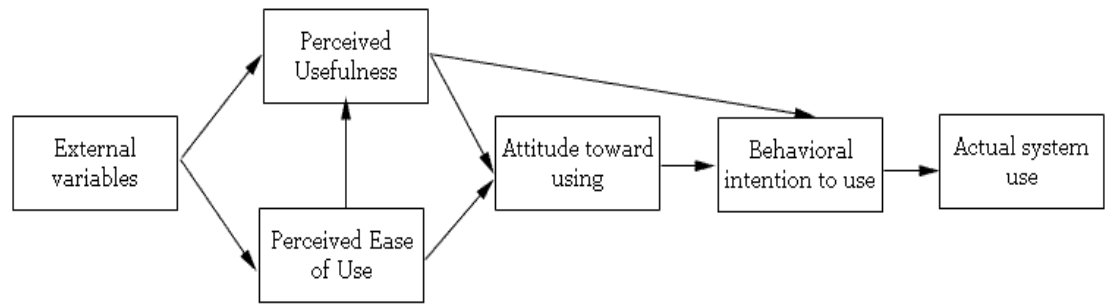 Perceived
Usefulness
External
variables
Attitude toward
using
Behavioral
intention to use
Actual system
use
Perceived Ease
of Use